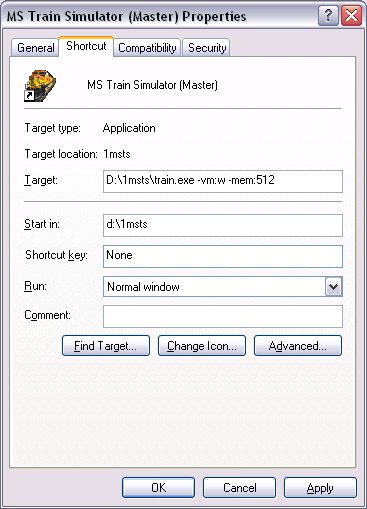 MS Train Simulator (Master) Properties
General Shortcut Compatibility Security
MS Train Simulator (Master)
Target type: Application
Target location: 1msts
Target: D:\1msts\train.exe -vm:w -mem:512
Start in: d:\1msts
Shortcut key: None
Run: Normal window
Comment:
Find Target... Change Icon... Advanced...
OK Cancel Apply